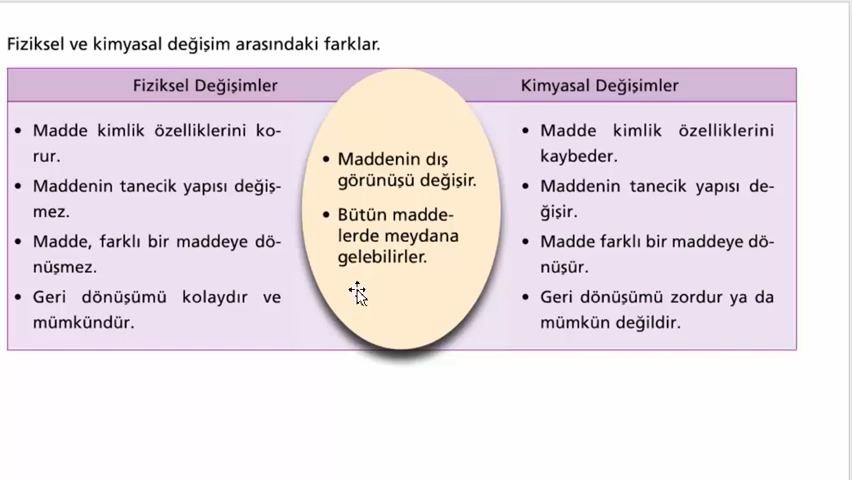 Fiziksel ve kimyasal değişim arasındaki farklar.
Fiziksel Değişimler
• Madde kimlik özelliklerini ko-
rur.
• Maddenin tanecik yapısı değiş-
mez.
• Madde, farklı bir maddeye dö-
nüşmez.
• Geri dönüşümü kolaydır ve
mümkündür.
• Maddenin dış
görünüşü değişir.
• Bütün madde-
lerde meydana
gelebilirler.
Kimyasal Değişimler
• Madde kimlik özelliklerini
kaybeder.
• Maddenin tanecik yapısı de-
ğişir.
• Madde farklı bir maddeye dö-
nüşür.
• Geri dönüşümü zordur ya da
mümkün değildir.